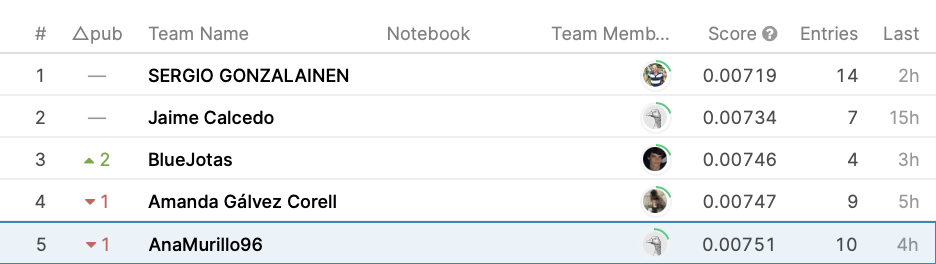 # △pub Team Name Notebook Team Memb... Score ? Entries Last
1 — SERGIO GONZALAINEN 0.00719 14 2h
2 — Jaime Calcedo 0.00734 7 15h
3 ▲ 2 BlueJotas 0.00746 4 3h
4 ▼ 1 Amanda Gálvez Corell 0.00747 9 5h
5 ▼ 1 AnaMurillo96 0.00751 10 4h